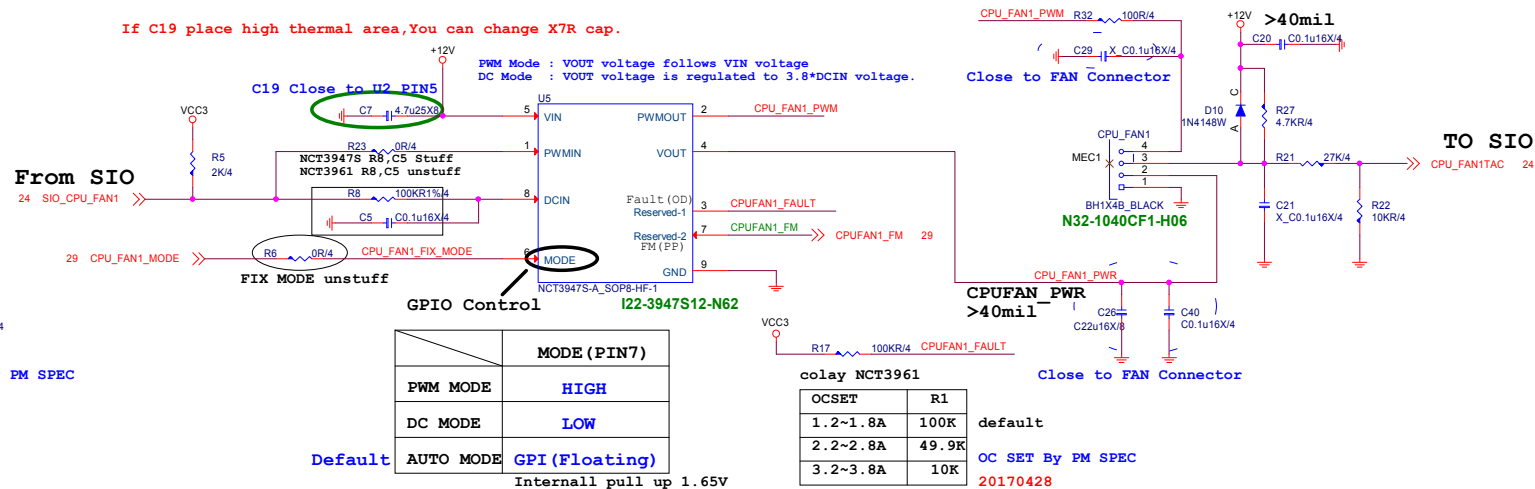 If C19 place high thermal area,You can change X7R cap.
+12V
PWM Mode : VOUT voltage follows VIN voltage
DC Mode : VOUT voltage is regulated to 3.8*DCIN voltage.
C19 Close to U2 PIN5
C7 4.7u25X8
VCC3
R5
2K/4
R23 0R/4
NCT3947S R8,C5 Stuff
NCT3961 R8,C5 unstuff
From SIO
24 SIO_CPU_FAN1
R8 100KR1%/4
C5 C0.1u16X/4
29 CPU_FAN1_MODE
R6 0R/4
CPU_FAN1_FIX_MODE
FIX MODE unstuff
GPIO Control
U5
5 VIN
1 PWMIN
8 DCIN
6 MODE
PWMOUT 2 CPU_FAN1_PWM
VOUT 4
Fault(OD)
Reserved-1 3 CPUFAN1_FAULT
Reserved-2 7 CPUFAN1_FM CPUFAN1_FM 29
FM(PP)
GND 9
NCT3947S-A_SOP8-HF-1
I22-3947S12-N62
CPU_FAN1_PWM R32 100R/4
C29 X_C0.1u16X/4
Close to FAN Connector
+12V >40mil
C20 C0.1u16X/4
D10
1N4148W
C
A
R27
4.7KR/4
CPU_FAN1
MEC1
4
3
2
1
BH1X4B_BLACK
N32-1040CF1-H06
R21 27K/4
TO SIO
CPU_FAN1TAC 24
C21
X_C0.1u16X/4
R22
10KR/4
CPU_FAN1_PWR
CPUFAN_PWR
>40mil
C26
C22u16X/8
C40
C0.1u16X/4
Close to FAN Connector
VCC3
R17 100KR/4 CPUFAN1_FAULT
colay NCT3961
OCSET R1
1.2~1.8A 100K default
2.2~2.8A 49.9K
3.2~3.8A 10K
OC SET By PM SPEC
20170428
4
PM SPEC
MODE(PIN7)
PWM MODE HIGH
DC MODE LOW
Default AUTO MODE GPI(Floating)
Internall pull up 1.65V